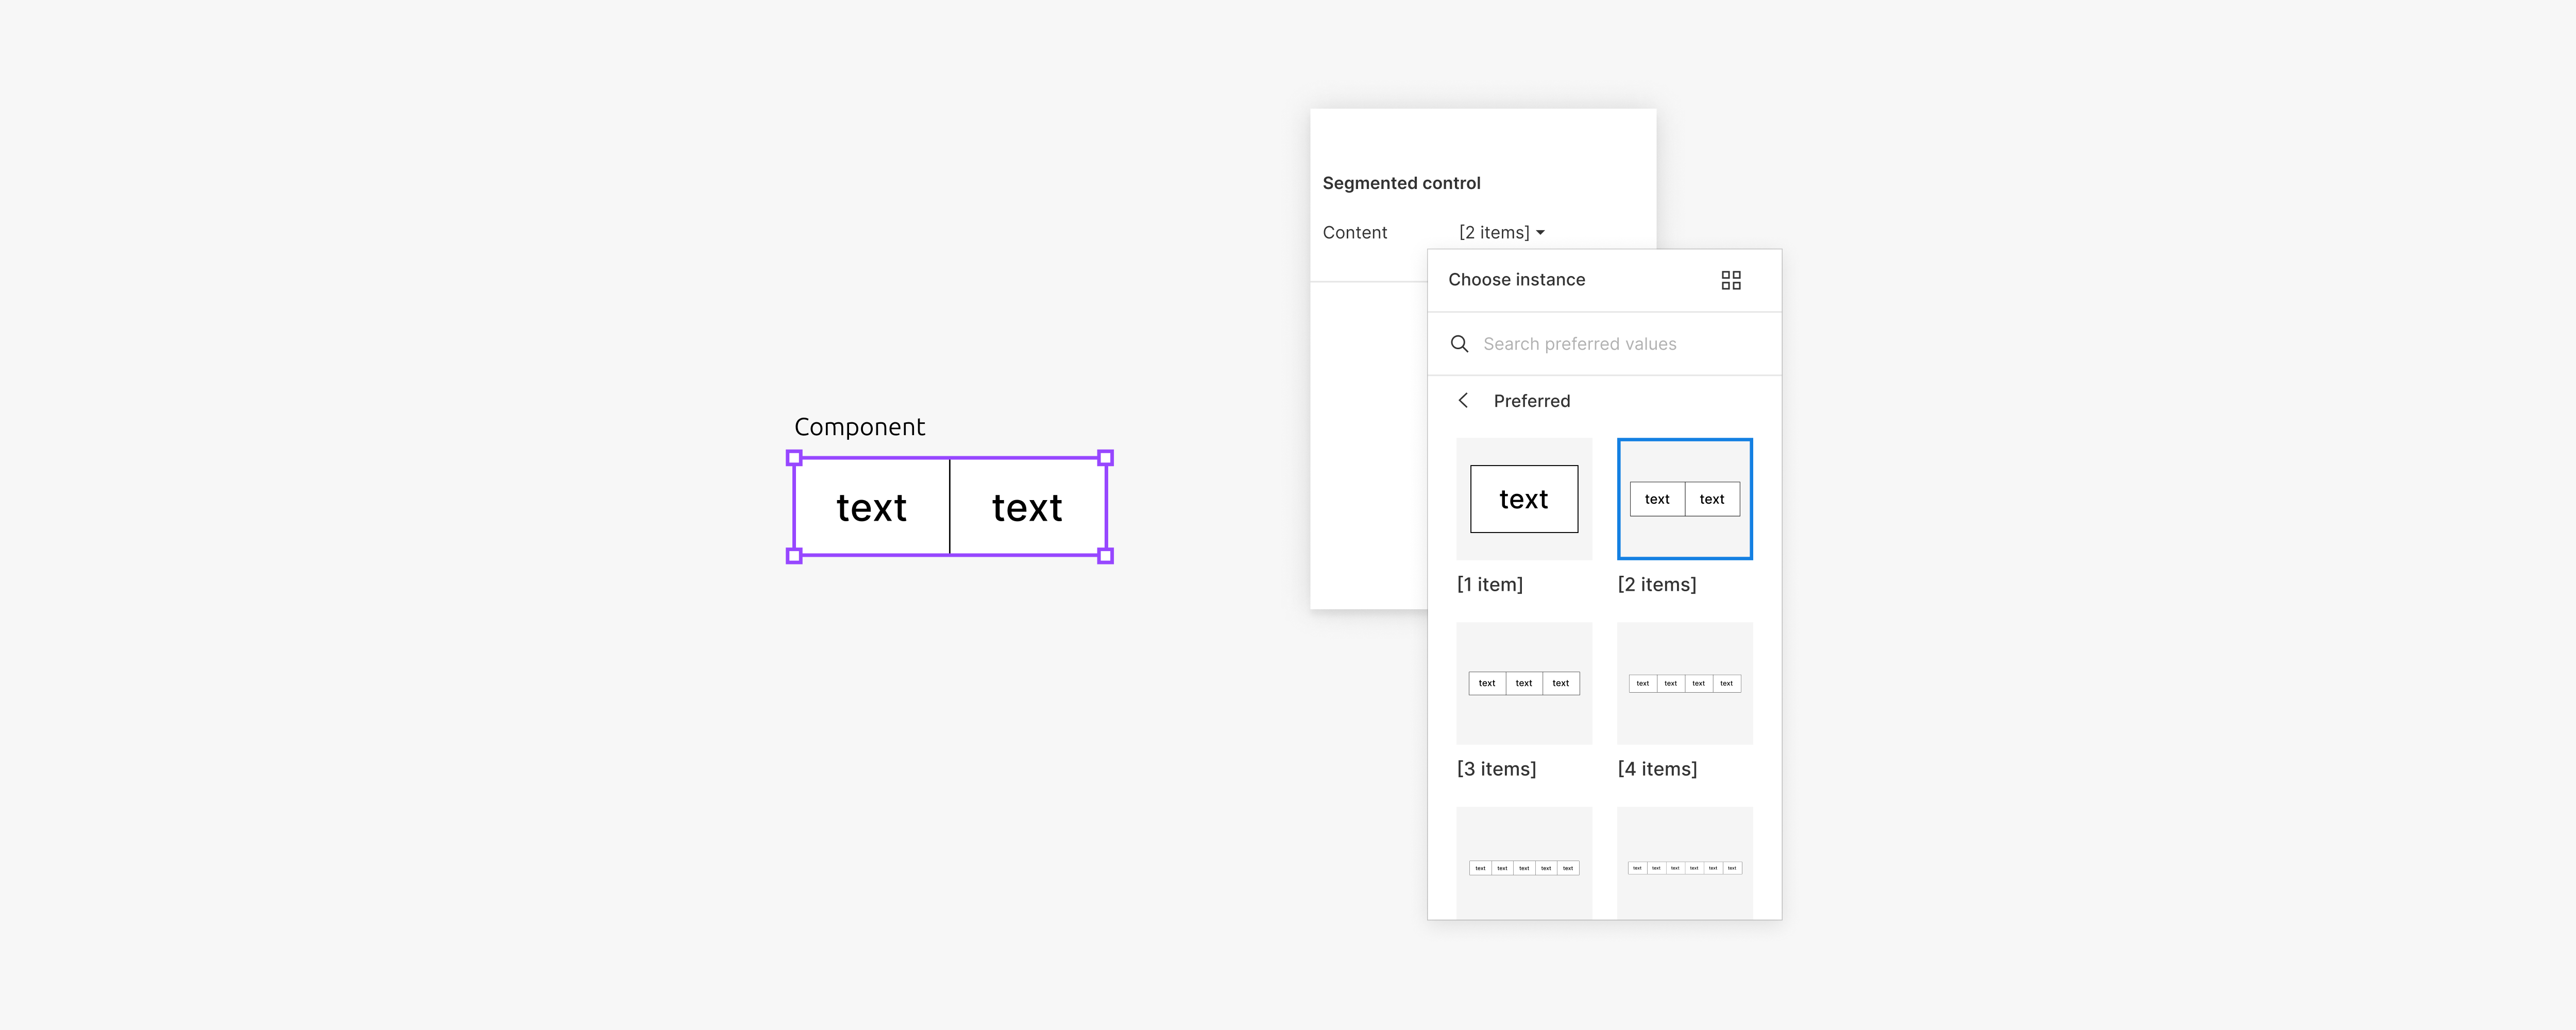 Component
text text
Segmented control
Content [2 items]
Choose instance
Search preferred values
Preferred
text
text text
[1 item] [2 items]
text text text
text text text text
[3 items] [4 items]
text text text text text
text text text text text text